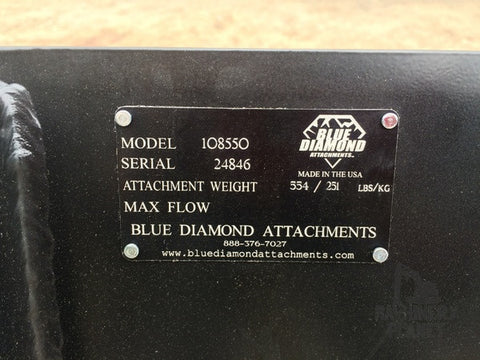 BLUE
DIAMOND
ATTACHMENTS
MADE IN THE USA
MODEL 108550
SERIAL 24846
ATTACHMENT WEIGHT 554 / 251 LBS/KG
MAX FLOW
BLUE DIAMOND ATTACHMENTS
888-376-7027
www.bluediamondattachments.com